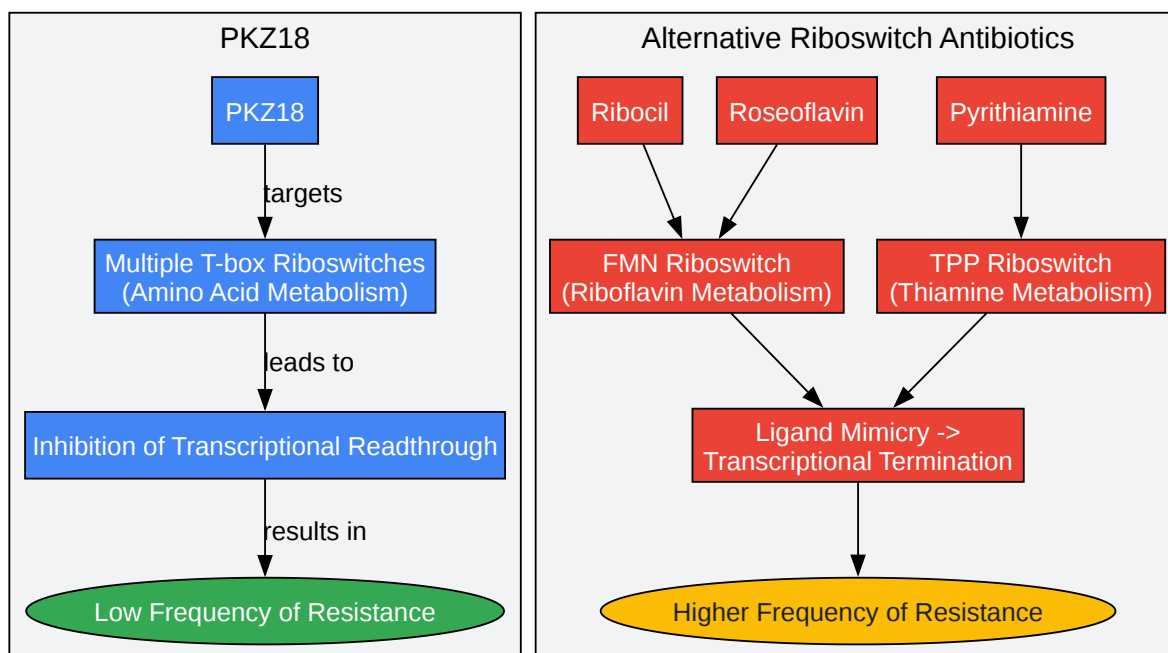 PKZ18
PKZ18
targets
Multiple T-box Riboswitches
(Amino Acid Metabolism)
leads to
Inhibition of Transcriptional Readthrough
results in
Low Frequency of Resistance
Alternative Riboswitch Antibiotics
Ribocil
Roseoflavin
Pyrithiamine
FMN Riboswitch
(Riboflavin Metabolism)
TPP Riboswitch
(Thiamine Metabolism)
Ligand Mimicry ->
Transcriptional Termination
Higher Frequency of Resistance